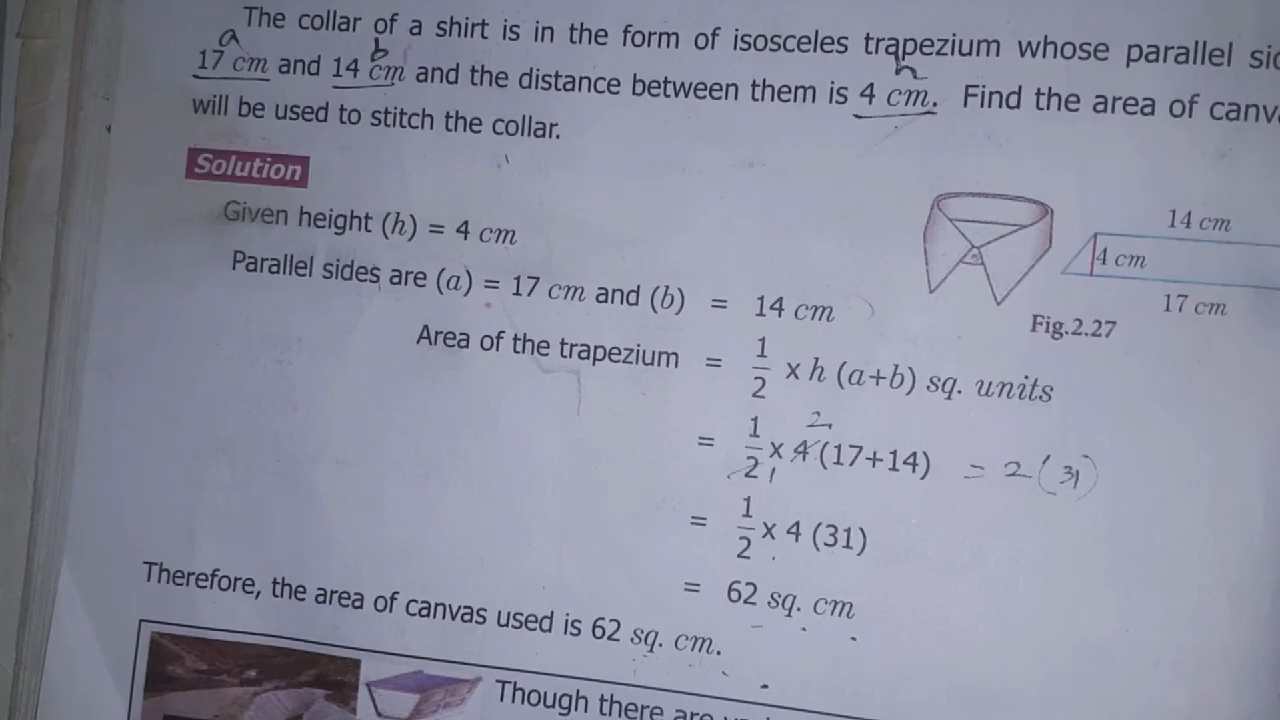 The collar of a shirt is in the form of isosceles trapezium whose parallel
a b h
17 cm and 14 cm and the distance between them is 4 cm. Find the area of
will be used to stitch the collar.
Solution
Given height (h) = 4 cm
Parallel sides are (a) = 17 cm and (b) = 14 cm
14 cm
4 cm
17 cm
Fig.2.27
Area of the trapezium = 1/2 × h (a+b) sq. units
2
= 1/2 × 4 (17+14) = 2(31)
1
= 1/2 × 4 (31)
= 62 sq. cm
Therefore, the area of canvas used is 62 sq. cm.
Though there are